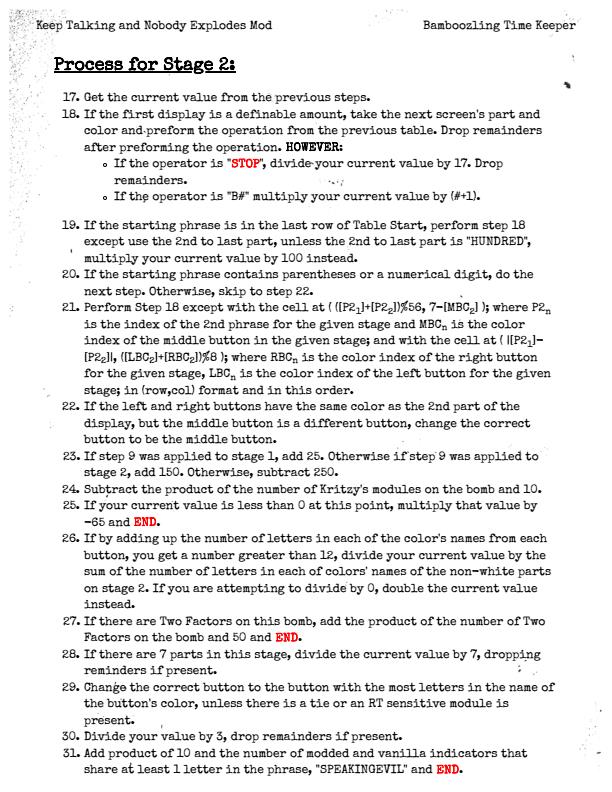 Keep Talking and Nobody Explodes Mod Bamboozling Time Keeper
Process for Stage 2:
17. Get the current value from the previous steps.
18. If the first display is a definable amount, take the next screen's part and
color and preform the operation from the previous table. Drop remainders
after preforming the operation. HOWEVER:
o If the operator is "STOP", divide your current value by 17. Drop
remainders.
o If the operator is "B#" multiply your current value by (#+1).
19. If the starting phrase is in the last row of Table Start, perform step 18
except use the 2nd to last part, unless the 2nd to last part is "HUNDRED",
multiply your current value by 100 instead.
20. If the starting phrase contains parentheses or a numerical digit, do the
next step. Otherwise, skip to step 22.
21. Perform Step 18 except with the cell at ( ([P2₁]+[P2₂])%56, 7-[MBC₂] ); where P2ₙ
is the index of the 2nd phrase for the given stage and MBCₙ is the color
index of the middle button in the given stage; and with the cell at ( |[P2₁]-
[P2₂]|, ([LBC₂]+[RBC₂])%8 ); where RBCₙ is the color index of the right button
for the given stage, LBCₙ is the color index of the left button for the given
stage; in (row,col) format and in this order.
22. If the left and right buttons have the same color as the 2nd part of the
display, but the middle button is a different button, change the correct
button to be the middle button.
23. If step 9 was applied to stage 1, add 25. Otherwise if step 9 was applied to
stage 2, add 150. Otherwise, subtract 250.
24. Subtract the product of the number of Kritzy's modules on the bomb and 10.
25. If your current value is less than 0 at this point, multiply that value by
-65 and END.
26. If by adding up the number of letters in each of the color's names from each
button, you get a number greater than 12, divide your current value by the
sum of the number of letters in each of colors' names of the non-white parts
on stage 2. If you are attempting to divide by 0, double the current value
instead.
27. If there are Two Factors on this bomb, add the product of the number of Two
Factors on the bomb and 50 and END.
28. If there are 7 parts in this stage, divide the current value by 7, dropping
reminders if present.
29. Change the correct button to the button with the most letters in the name of
the button's color, unless there is a tie or an RT sensitive module is
present.
30. Divide your value by 3, drop remainders if present.
31. Add product of 10 and the number of modded and vanilla indicators that
share at least 1 letter in the phrase, "SPEAKINGEVIL" and END.